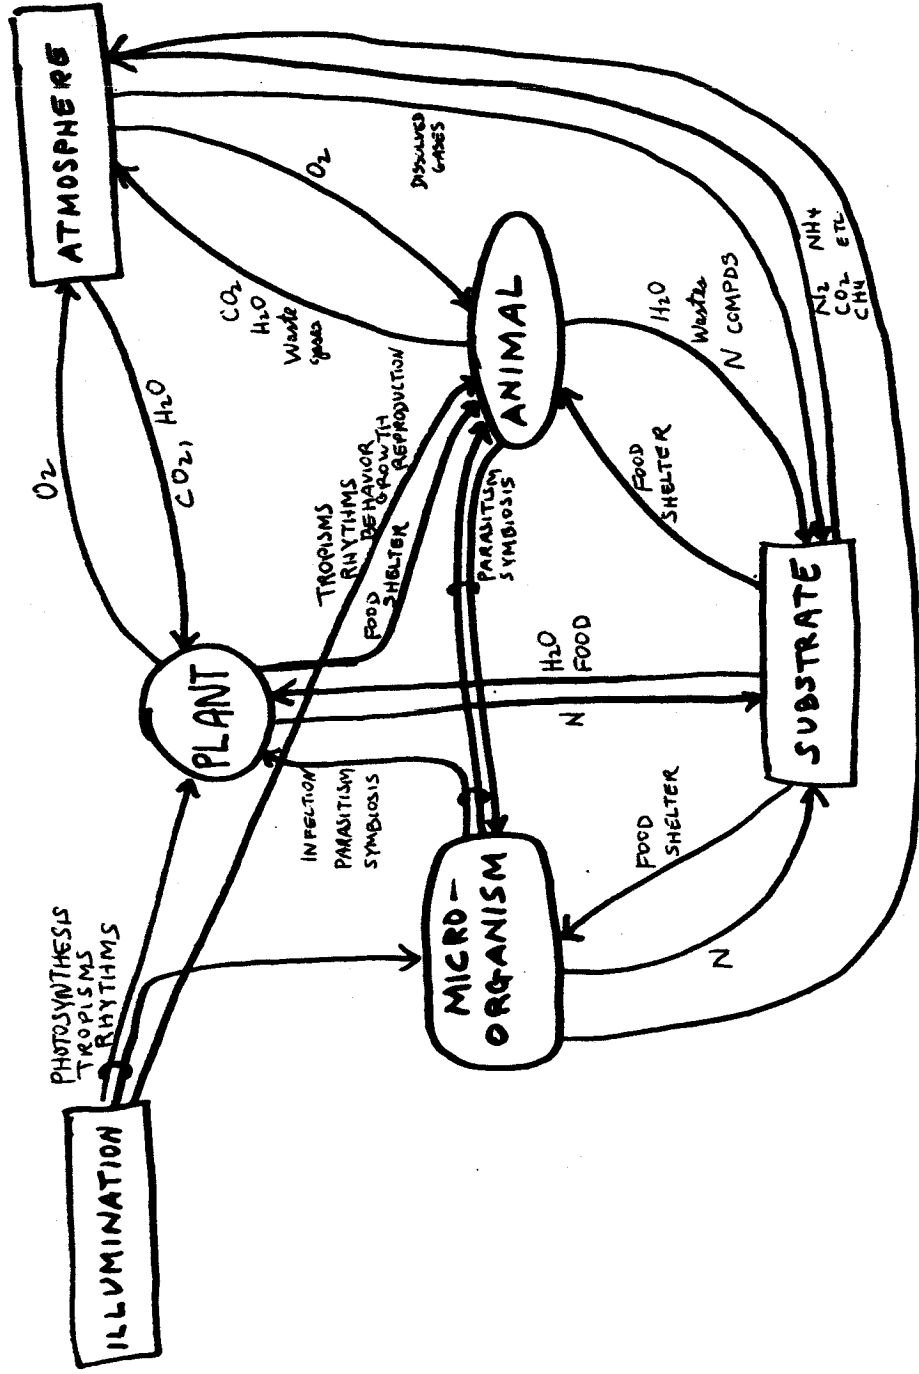 ILLUMINATION
PHOTOSYNTHESIS
TROPISMS
RHYTHMS
PLANT
O2
CO2, H2O
ATMOSPHERE
TROPISMS
RHYTHMS
BEHAVIOR
GROWTH
REPRODUCTION
FOOD
SHELTER
CO2
H2O
Waste
gases
O2
DISSOLVED
GASES
INFECTION
PARASITISM
SYMBIOSIS
MICRO-
ORGANISM
PARASITISM
SYMBIOSIS
ANIMAL
H2O
FOOD
N
FOOD
SHELTER
H2O
Wastes
N COMPDS
FOOD
SHELTER
N
SUBSTRATE
N2 NH4
CO2 ETC
CH4